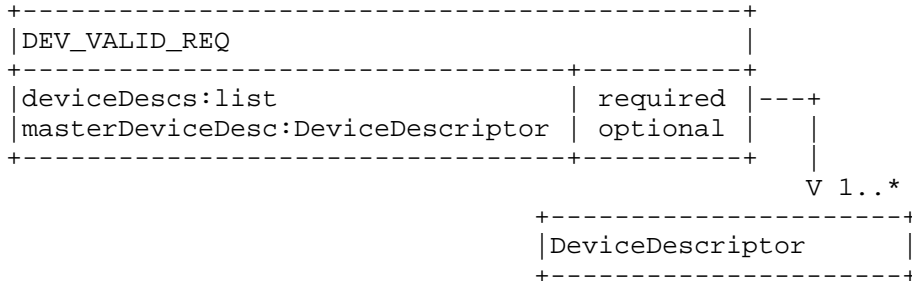 +-------------------------------------+
|DEV_VALID_REQ                        |
+----------------------------------+----------+
|deviceDescs:list                  | required |---+
|masterDeviceDesc:DeviceDescriptor | optional |   |
+----------------------------------+----------+   |
                                                  V 1..*
                                 +----------------------+
                                 |DeviceDescriptor      |
                                 +----------------------+